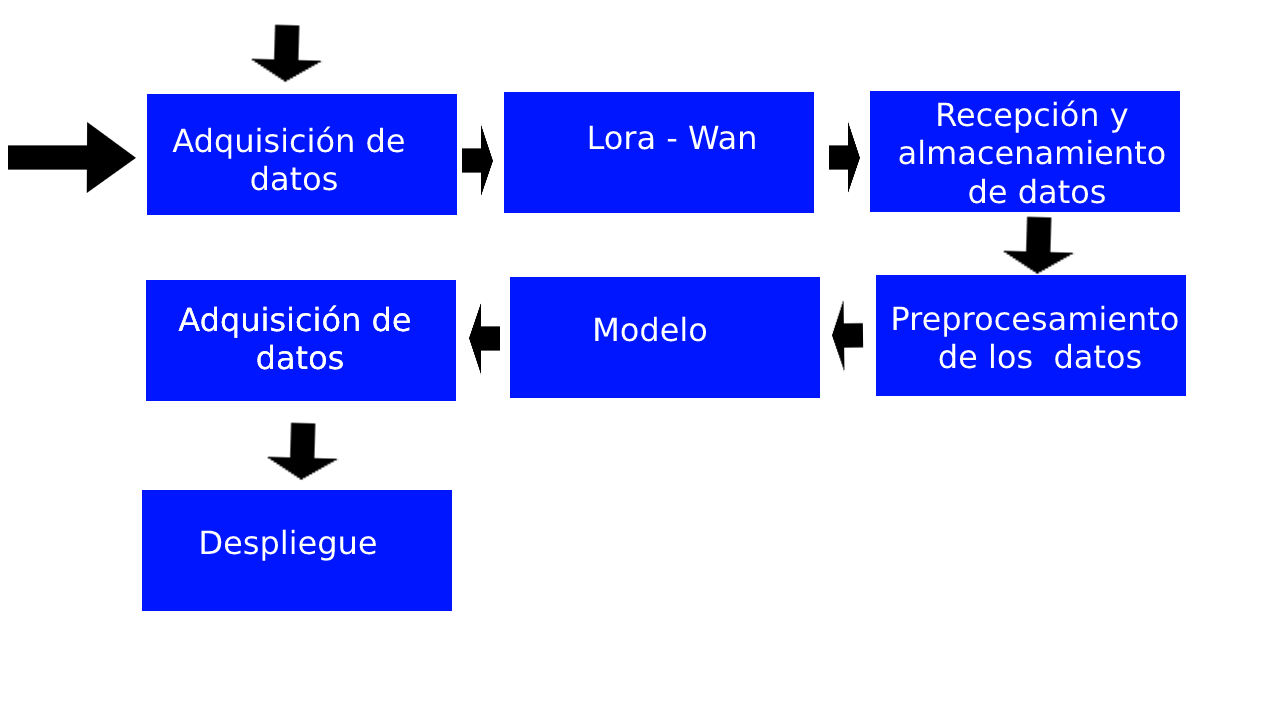 Adquisición de
datos
Lora - Wan
Recepción y
almacenamiento
de datos
Adquisición de
datos
Modelo
Preprocesamiento
de los  datos
Despliegue